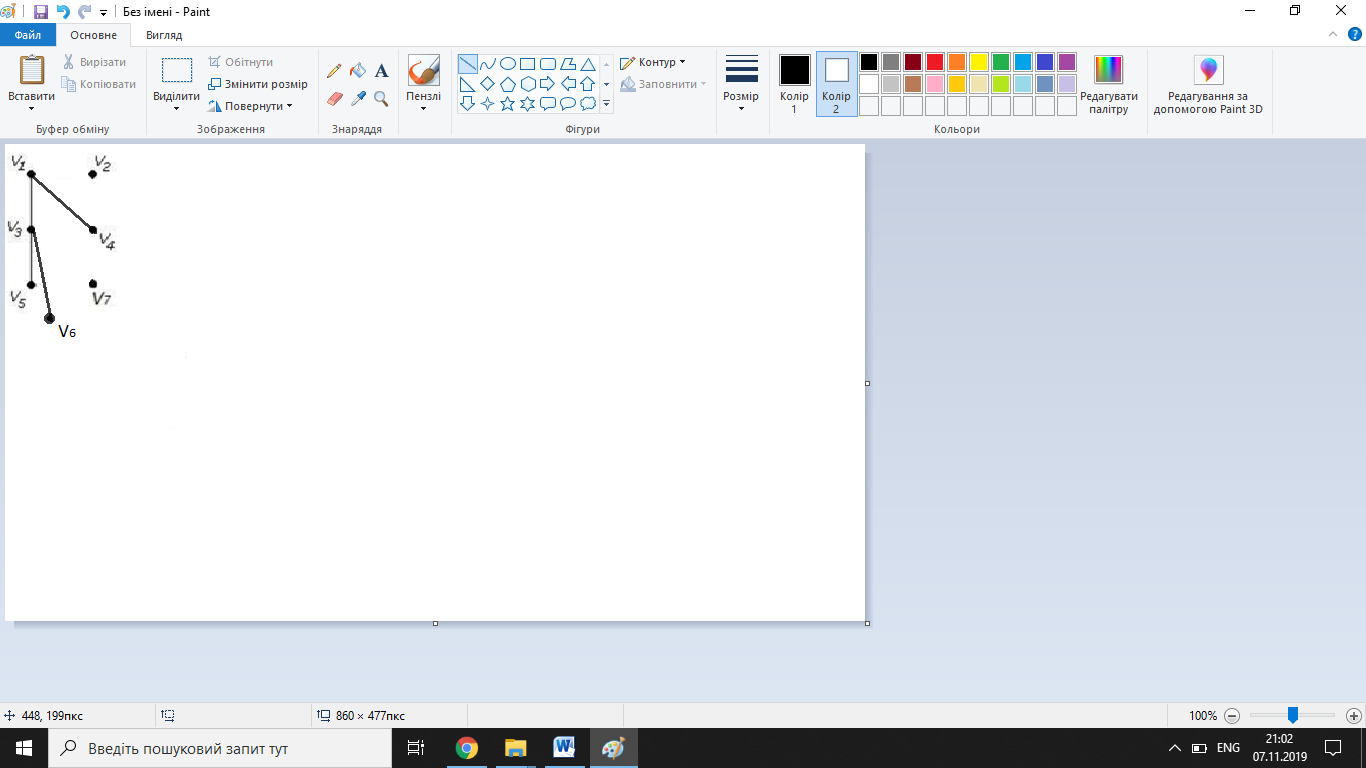 Без імені - Paint
Файл Основне Вигляд
Вставити
Вирізати
Копіювати
Буфер обміну
Виділити
Обітнути
Змінити розмір
Повернути
Зображення
A
Знаряддя
Пензлі
Контур
Заповнити
Фігури
Розмір
Колір
1
Колір
2
Редагувати
палітру
Кольори
Редагування за
допомогою Paint 3D
V1 V2
V3 V4
V5 V7
V6
448, 199пкс
860 × 477пкс
100%
Введіть пошуковий запит тут
ENG
21:02
07.11.2019